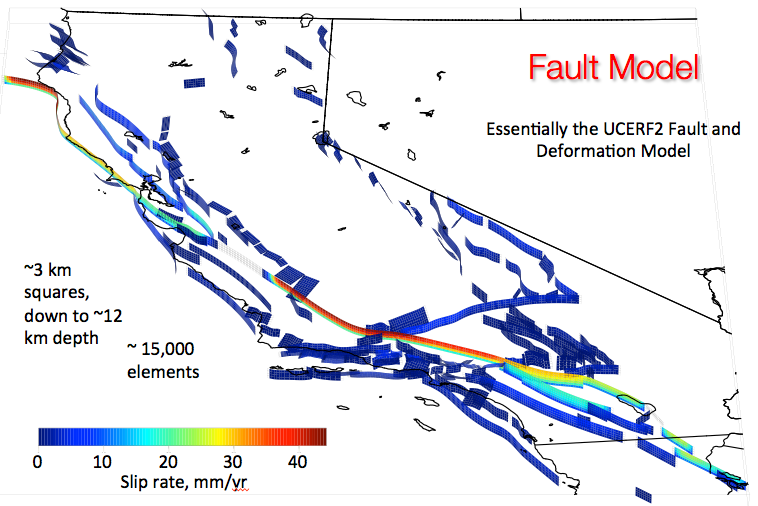 Fault Model
Essentially the UCERF2 Fault and
Deformation Model
~3 km
squares,
down to ~12
km depth
~ 15,000
elements
0 10 20 30 40
Slip rate, mm/yr